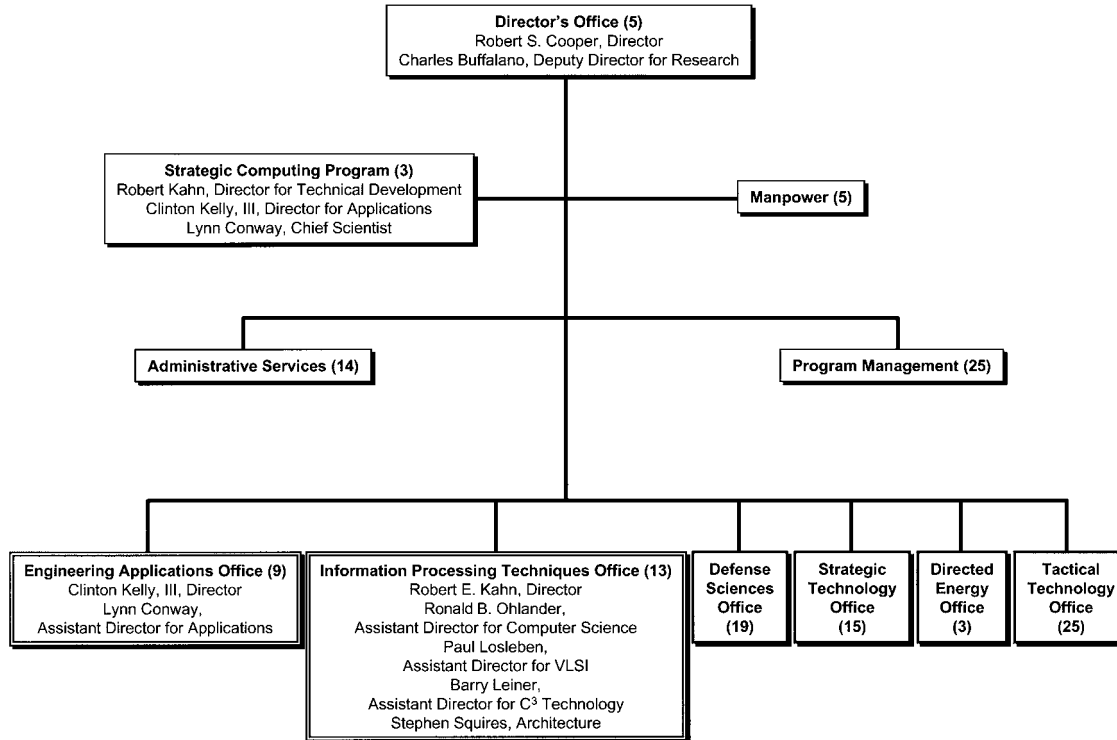 Director's Office (5)
Robert S. Cooper, Director
Charles Buffalano, Deputy Director for Research
Strategic Computing Program (3)
Robert Kahn, Director for Technical Development
Clinton Kelly, III, Director for Applications
Lynn Conway, Chief Scientist
Manpower (5)
Administrative Services (14)
Program Management (25)
Engineering Applications Office (9)
Clinton Kelly, III, Director
Lynn Conway,
Assistant Director for Applications
Information Processing Techniques Office (13)
Robert E. Kahn, Director
Ronald B. Ohlander,
Assistant Director for Computer Science
Paul Losleben,
Assistant Director for VLSI
Barry Leiner,
Assistant Director for C³ Technology
Stephen Squires, Architecture
Defense
Sciences
Office
(19)
Strategic
Technology
Office
(15)
Directed
Energy
Office
(3)
Tactical
Technology
Office
(25)